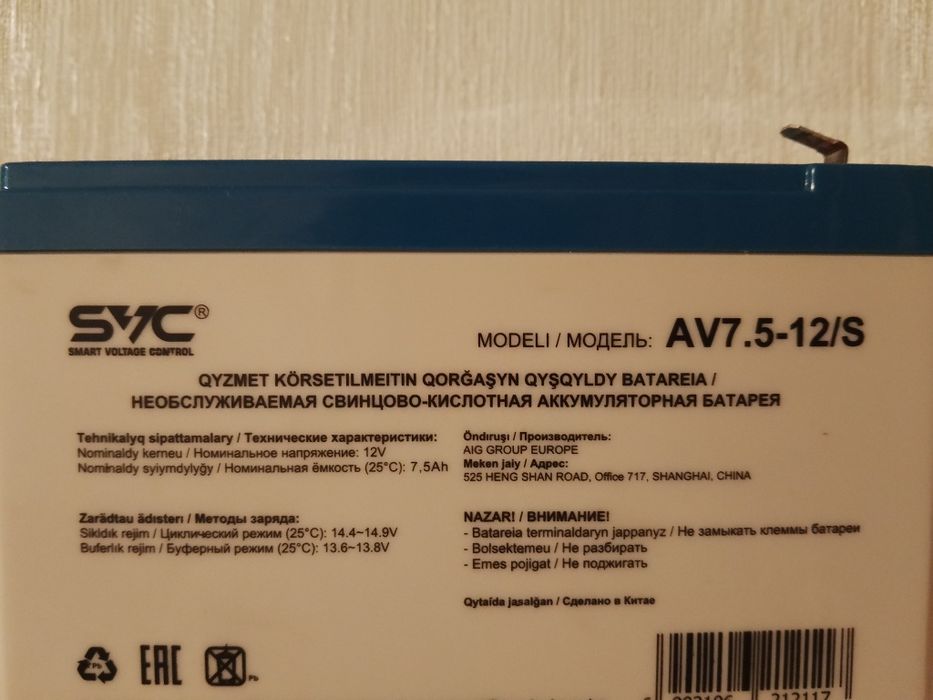 SVC®
SMART VOLTAGE CONTROL
MODELI / МОДЕЛЬ: AV7.5-12/S
QYZMET KÖRSETILMEITIN QORĞAŞYN QYŞQYLDY BATAREIA /
НЕОБСЛУЖИВАЕМАЯ СВИНЦОВО-КИСЛОТНАЯ АККУМУЛЯТОРНАЯ БАТАРЕЯ
Tehnikalyq sipattamalary / Технические характеристики:
Nominaldy kerneu / Номинальное напряжение: 12V
Nominaldy syiymdylyğy / Номинальная ёмкость (25°C): 7,5Ah
Öndıruşı / Производитель:
AIG GROUP EUROPE
Meken jaiy / Адрес:
525 HENG SHAN ROAD, Office 717, SHANGHAI, CHINA
Zarädtau ädısterı / Методы заряда:
Sikldık rejim / Циклический режим (25°C): 14.4~14.9V
Buferlık rejim / Буферный режим (25°C): 13.6~13.8V
NAZAR! / ВНИМАНИЕ!
- Batareia terminaldaryn jappanyz / Не замыкать клеммы батареи
- Bolsektemeu / Не разбирать
- Emes pojigat / Не поджигать
Qytaida jasalğan / Сделано в Китае
Pb
EAC
Pb